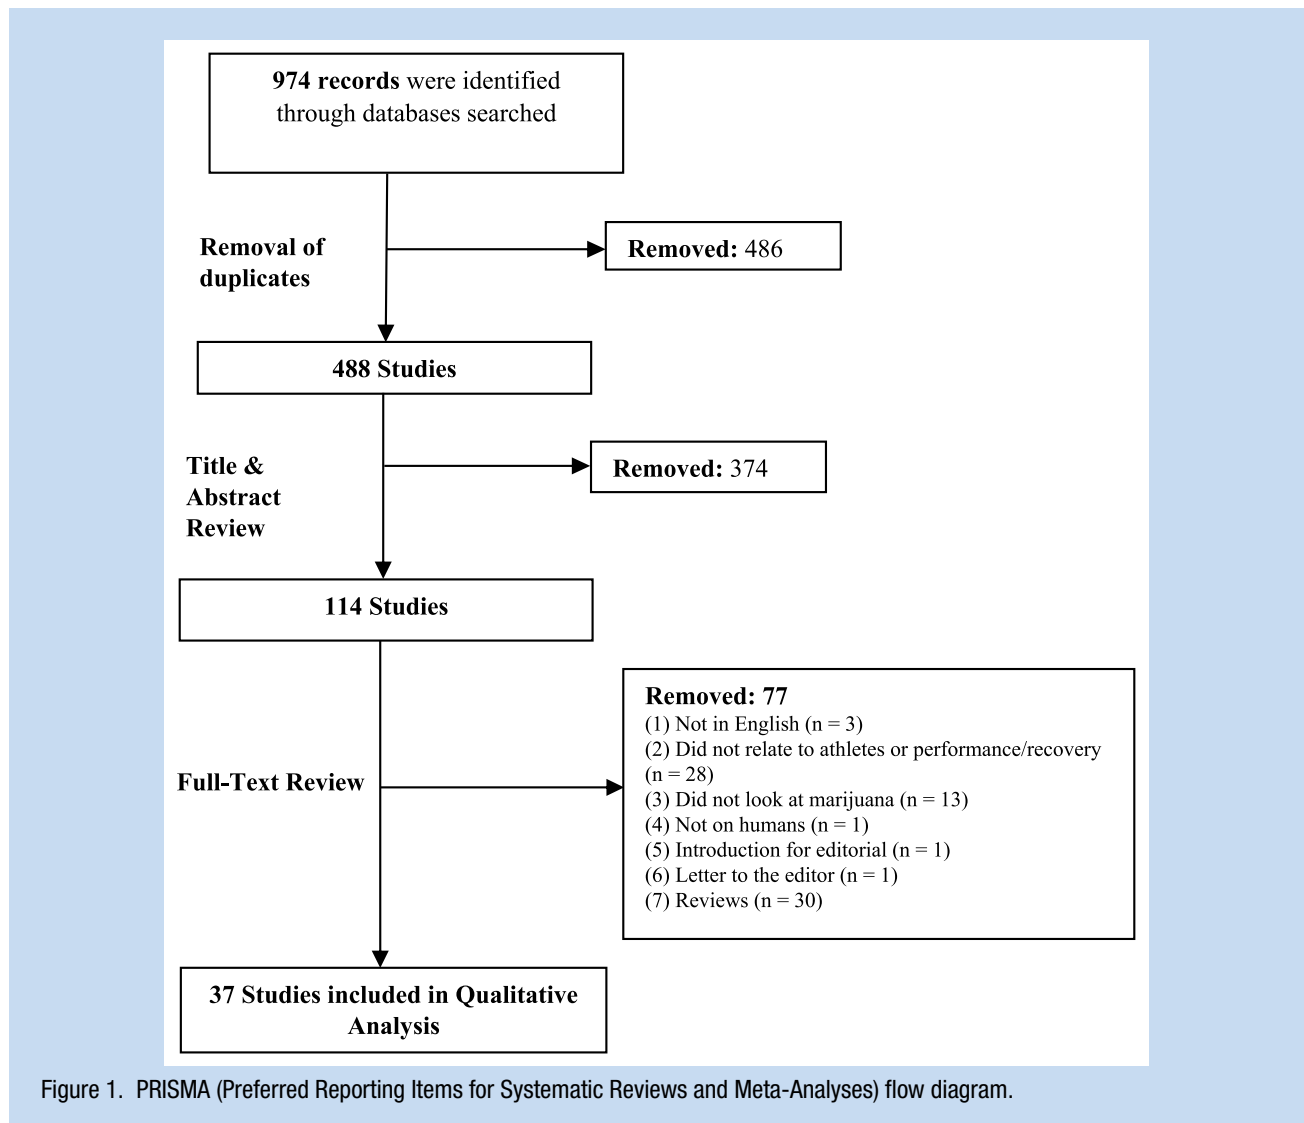 974 records were identified
through databases searched
Removal of
duplicates
Removed: 486
488 Studies
Title &
Abstract
Review
Removed: 374
114 Studies
Full-Text Review
Removed: 77
(1) Not in English (n = 3)
(2) Did not relate to athletes or performance/recovery
(n = 28)
(3) Did not look at marijuana (n = 13)
(4) Not on humans (n = 1)
(5) Introduction for editorial (n = 1)
(6) Letter to the editor (n = 1)
(7) Reviews (n = 30)
37 Studies included in Qualitative
Analysis
Figure 1. PRISMA (Preferred Reporting Items for Systematic Reviews and Meta-Analyses) flow diagram.